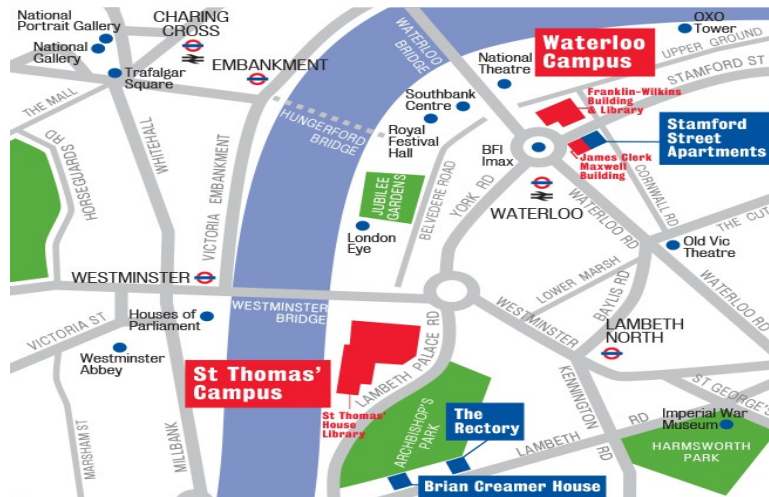 National
Portrait Gallery
National
Gallery
Trafalgar
Square
CHARING
CROSS
EMBANKMENT
WATERLOO
BRIDGE
National
Theatre
Waterloo
Campus
OXO
Tower
UPPER GROUND
STAMFORD ST
Franklin-Wilkins
Building
& Library
Stamford
Street
Apartments
James Clerk
Maxwell
Building
Southbank
Centre
Royal
Festival
Hall
BFI
Imax
WATERLOO
THE MALL
HORSEGUARDS RD
WHITEHALL
VICTORIA EMBANKMENT
HUNGERFORD
BRIDGE
JUBILEE
GARDENS
London
Eye
BELVEDERE ROAD
YORK RD
WATERLOO RD
CORNWALL RD
THE CUT
Old Vic
Theatre
WATERLOO RD
LOWER MARSH
BAYLIS RD
LAMBETH
NORTH
WESTMINSTER
WESTMINSTER
BRIDGE
WESTMINSTER
VICTORIA ST
Houses of
Parliament
Westminster
Abbey
MARSHAM ST
MILLBANK
St Thomas'
Campus
St Thomas'
House
Library
LAMBETH PALACE RD
ARCHBISHOP'S
PARK
The
Rectory
Brian Creamer House
LAMBETH
RD
KENNINGTON
RD
ST GEORGE'S
Imperial War
Museum
HARMSWORTH
PARK